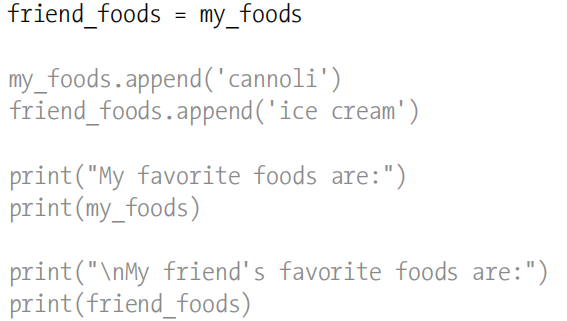 friend_foods = my_foods
my_foods.append('cannoli')
friend_foods.append('ice cream')
print("My favorite foods are:")
print(my_foods)
print("\nMy friend's favorite foods are:")
print(friend_foods)